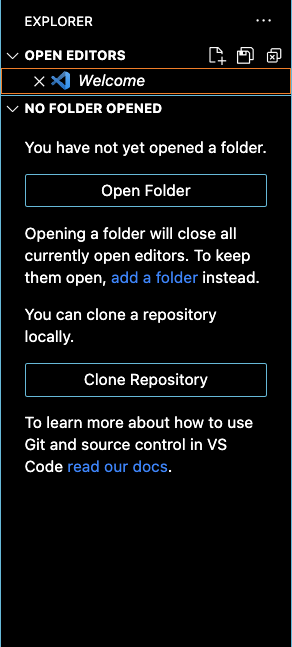 EXPLORER
OPEN EDITORS
Welcome
NO FOLDER OPENED
You have not yet opened a folder.
Open Folder
Opening a folder will close all
currently open editors. To keep
them open, add a folder instead.
You can clone a repository
locally.
Clone Repository
To learn more about how to use
Git and source control in VS
Code read our docs.